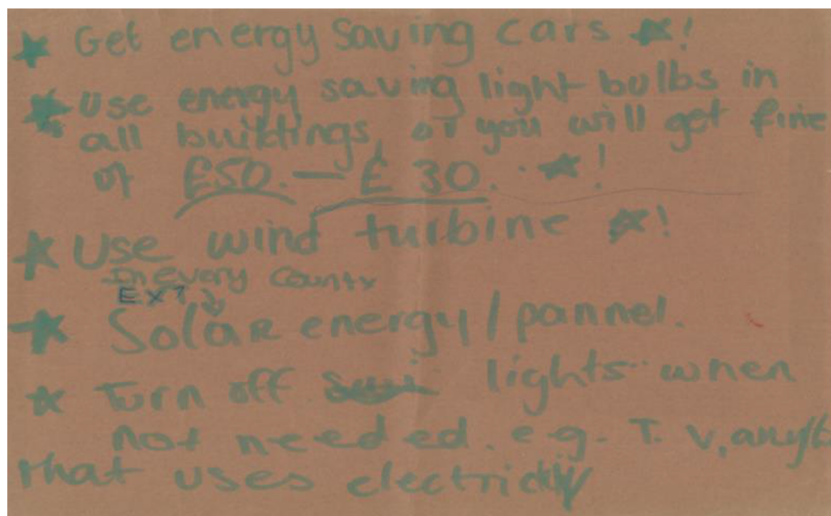 ★ Get energy saving cars ★!
★ Use energy saving light bulbs in
all buildings, or you will get fine
of £50. — £30. ★!
★ Use wind turbine ★!
In every County
EX1
★ Solar energy / pannel.
★ Turn off lights when
not needed. e.g. T.V,
that uses electricity